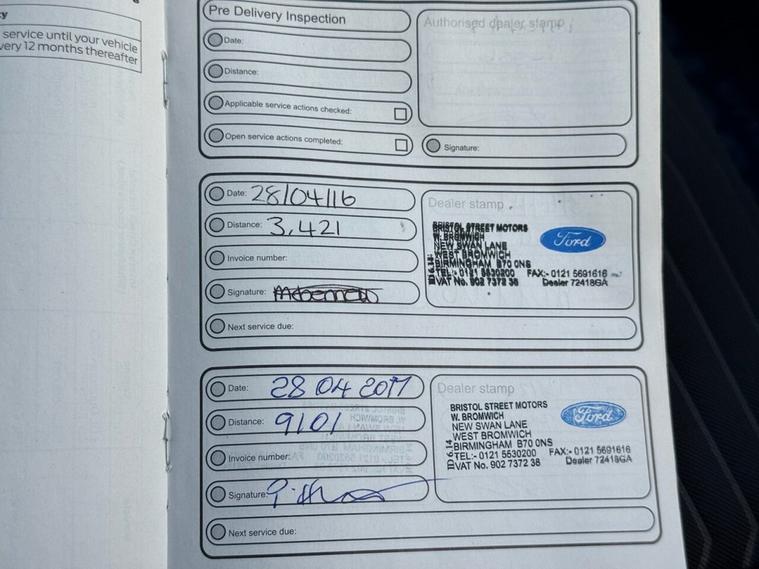 service until your vehicle
very 12 months thereafter
Pre Delivery Inspection
Date:
Distance:
Applicable service actions checked:
Open service actions completed:
Authorised dealer stamp
Signature:
Date: 28/04/16
Distance: 3,421
Invoice number:
Signature:
Next service due:
Dealer stamp
BRISTOL STREET MOTORS
W. BROMWICH
NEW SWAN LANE
WEST BROMWICH
BIRMINGHAM B70 0NS
TEL:- 0121 5530200 FAX:- 0121 5691616
VAT No. 902 7372 38 Dealer 72418GA
Ford
Date: 28 04 2017
Distance: 9101
Invoice number:
Signature:
Next service due:
Dealer stamp
BRISTOL STREET MOTORS
W. BROMWICH
NEW SWAN LANE
WEST BROMWICH
BIRMINGHAM B70 0NS
TEL:- 0121 5530200 FAX:- 0121 5691616
VAT No. 902 7372 38 Dealer 72418GA
Ford